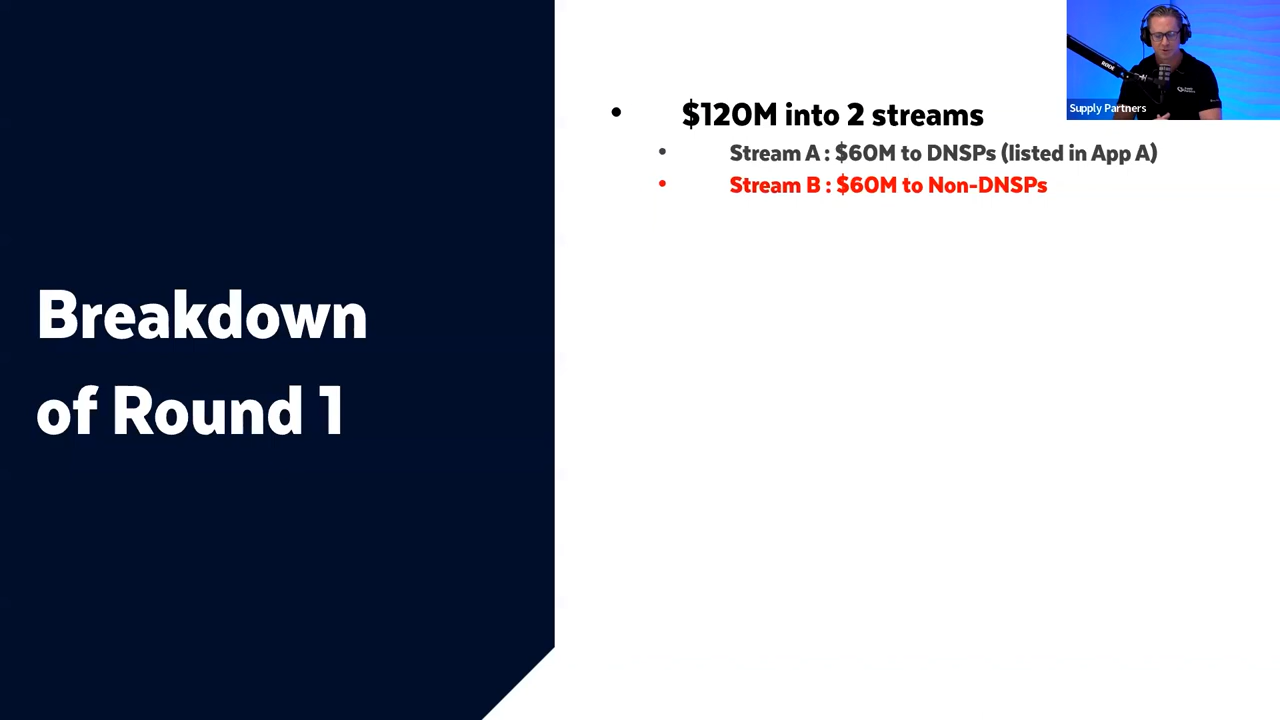 Breakdown
of Round 1
• $120M into 2 streams
• Stream A : $60M to DNSPs (listed in App A)
• Stream B : $60M to Non-DNSPs
RODE
Supply Partners